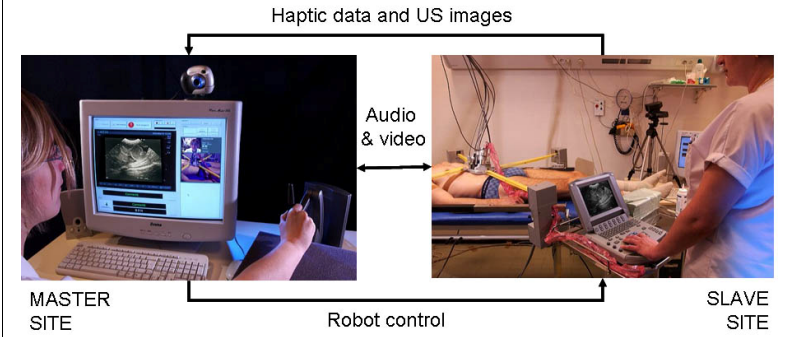 Haptic data and US images
Audio
& video
MASTER
SITE
Robot control
SLAVE
SITE